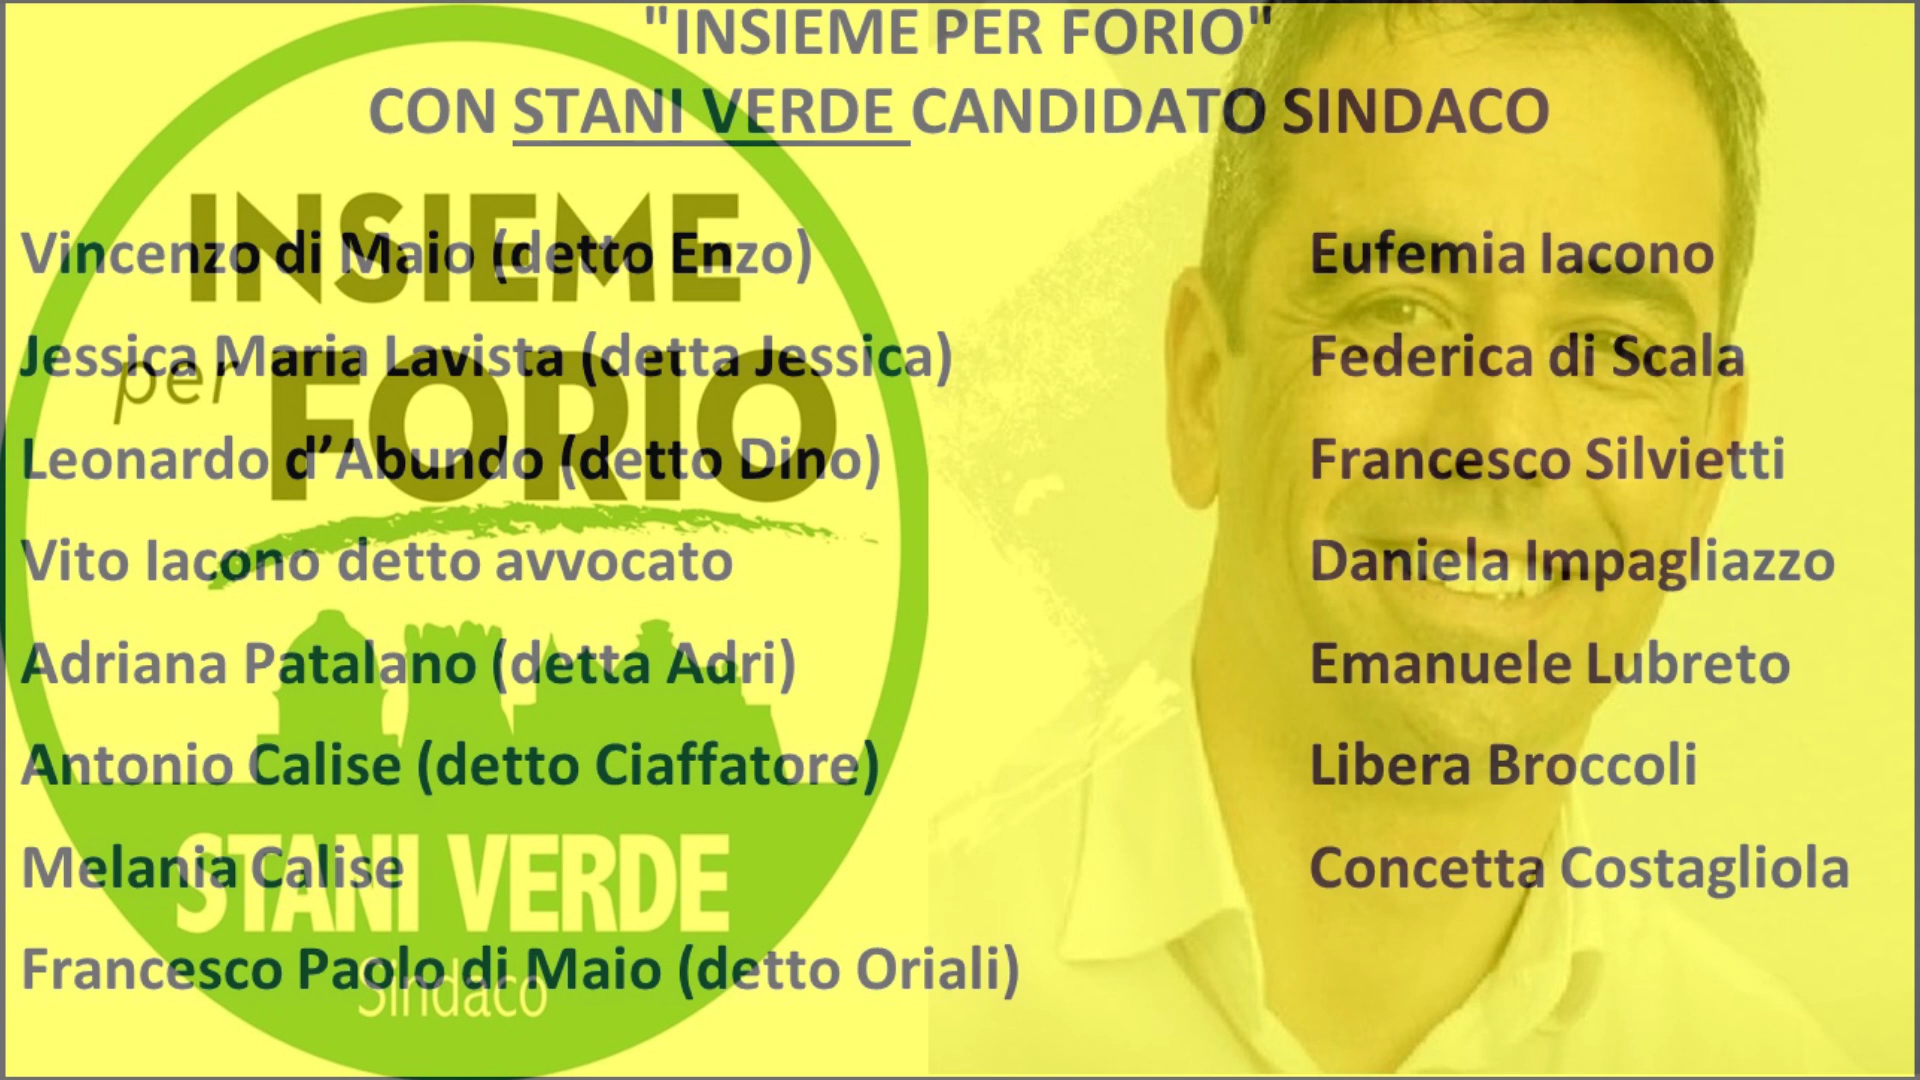 "INSIEME PER FORIO"
CON STANI VERDE CANDIDATO SINDACO
Vincenzo di Maio (detto Enzo)
Jessica Maria Lavista (detta Jessica)
Leonardo d’Abundo (detto Dino)
Vito Iacono detto avvocato
Adriana Patalano (detta Adri)
Antonio Calise (detto Ciaffatore)
Melania Calise
Francesco Paolo di Maio (detto Oriali)
Eufemia Iacono
Federica di Scala
Francesco Silvietti
Daniela Impagliazzo
Emanuele Lubreto
Libera Broccoli
Concetta Costagliola
INSIEME
per FORIO
STANI VERDE
Sindaco